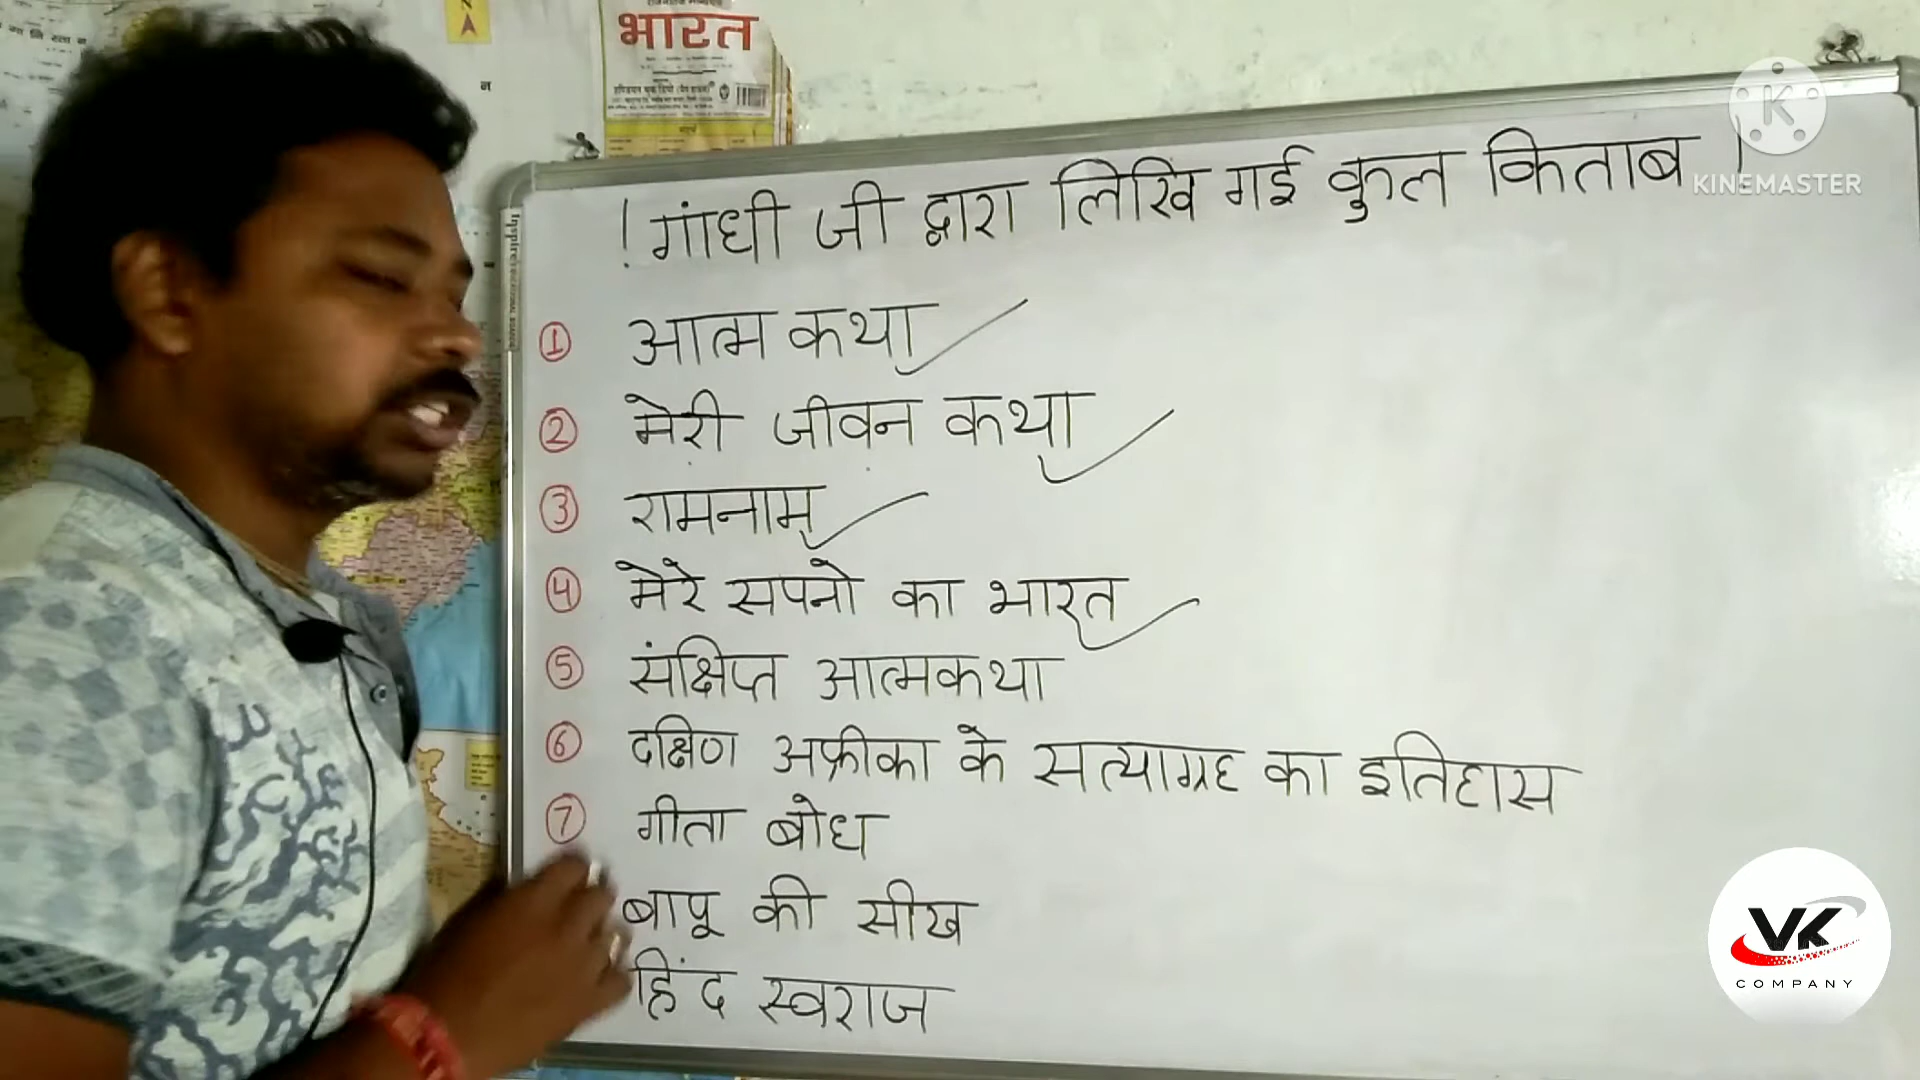 भारत
N
न
KINEMASTER
! गांधी जी द्वारा लिखि गई कुल किताब !
① आत्म कथा
② मेरी जीवन कथा
③ रामनाम
④ मेरे सपनो का भारत
⑤ संक्षिप्त आत्मकथा
⑥ दक्षिण अफ्रीका के सत्याग्रह का इतिहास
⑦ गीता बोध
बापू की सीख
हिंद स्वराज
VK
COMPANY